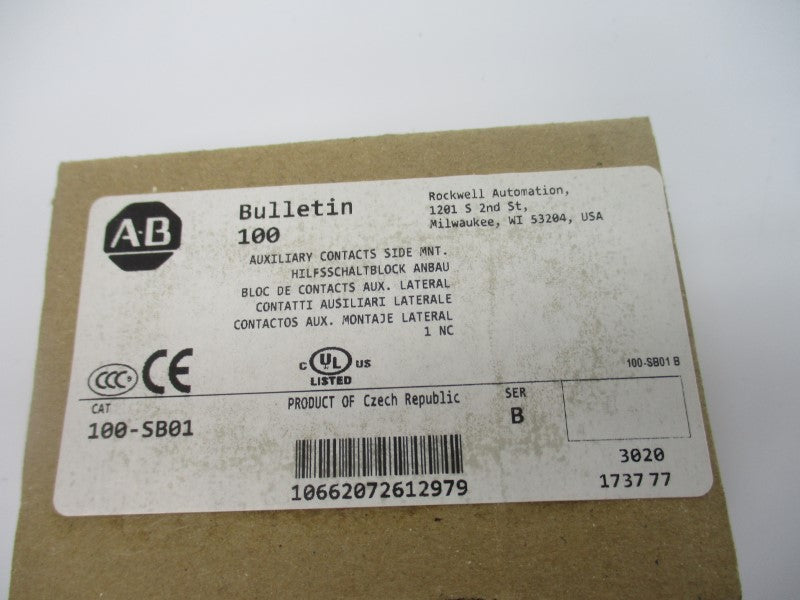 A-B
Bulletin
100
Rockwell Automation,
1201 S 2nd St,
Milwaukee, WI 53204, USA
AUXILIARY CONTACTS SIDE MNT.
HILFSSCHALTBLOCK ANBAU
BLOC DE CONTACTS AUX. LATERAL
CONTATTI AUSILIARI LATERALE
CONTACTOS AUX. MONTAJE LATERAL
1 NC
CCC
CE
C UL US
LISTED
100-SB01 B
CAT
100-SB01
PRODUCT OF Czech Republic
SER
B
10662072612979
3020
1737 77